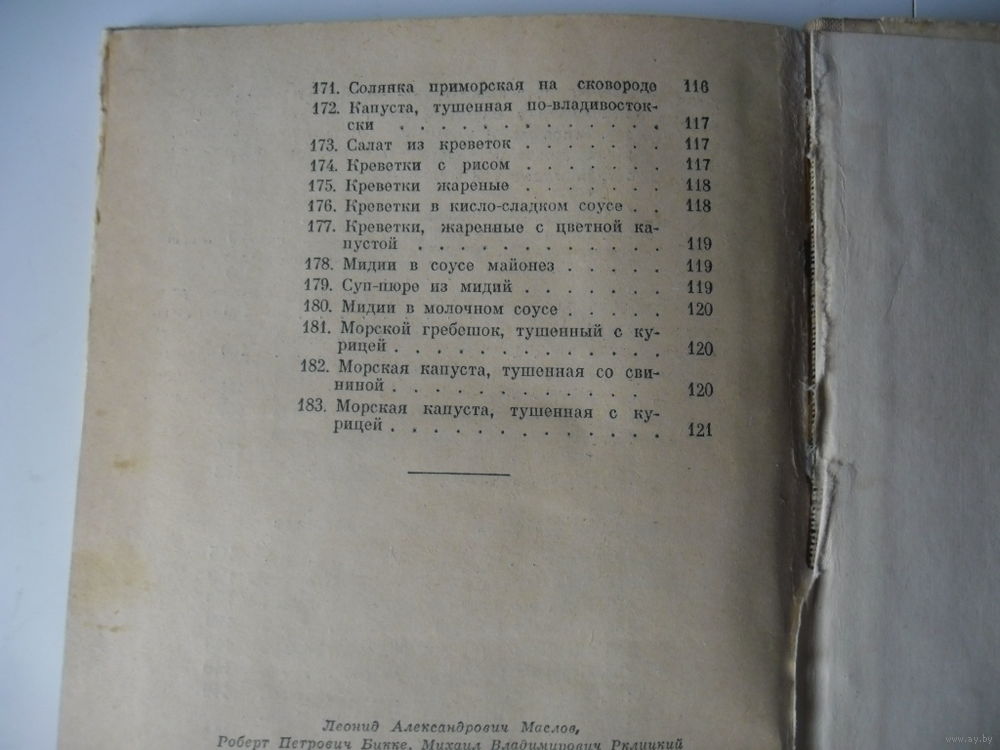 171. Солянка приморская на сковороде 116
172. Капуста, тушенная по-владивосток-
ски . . . . . . . . . . . . . 117
173. Салат из креветок . . . . . . . 117
174. Креветки с рисом . . . . . . . 117
175. Креветки жареные . . . . . . . 118
176. Креветки в кисло-сладком соусе . . 118
177. Креветки, жаренные с цветной ка-
пустой . . . . . . . . . . . . 119
178. Мидии в соусе майонез . . . . . 119
179. Суп-пюре из мидий . . . . . . . 119
180. Мидии в молочном соусе . . . . . 120
181. Морской гребешок, тушенный с ку-
рицей . . . . . . . . . . . . . 120
182. Морская капуста, тушенная со сви-
ниной . . . . . . . . . . . . 120
183. Морская капуста, тушенная с ку-
рицей . . . . . . . . . . . . . 121
Леонид Александрович Маслов,
Роберт Петрович Бикке, Михаил Владимирович Рклицкий
www.ay.by